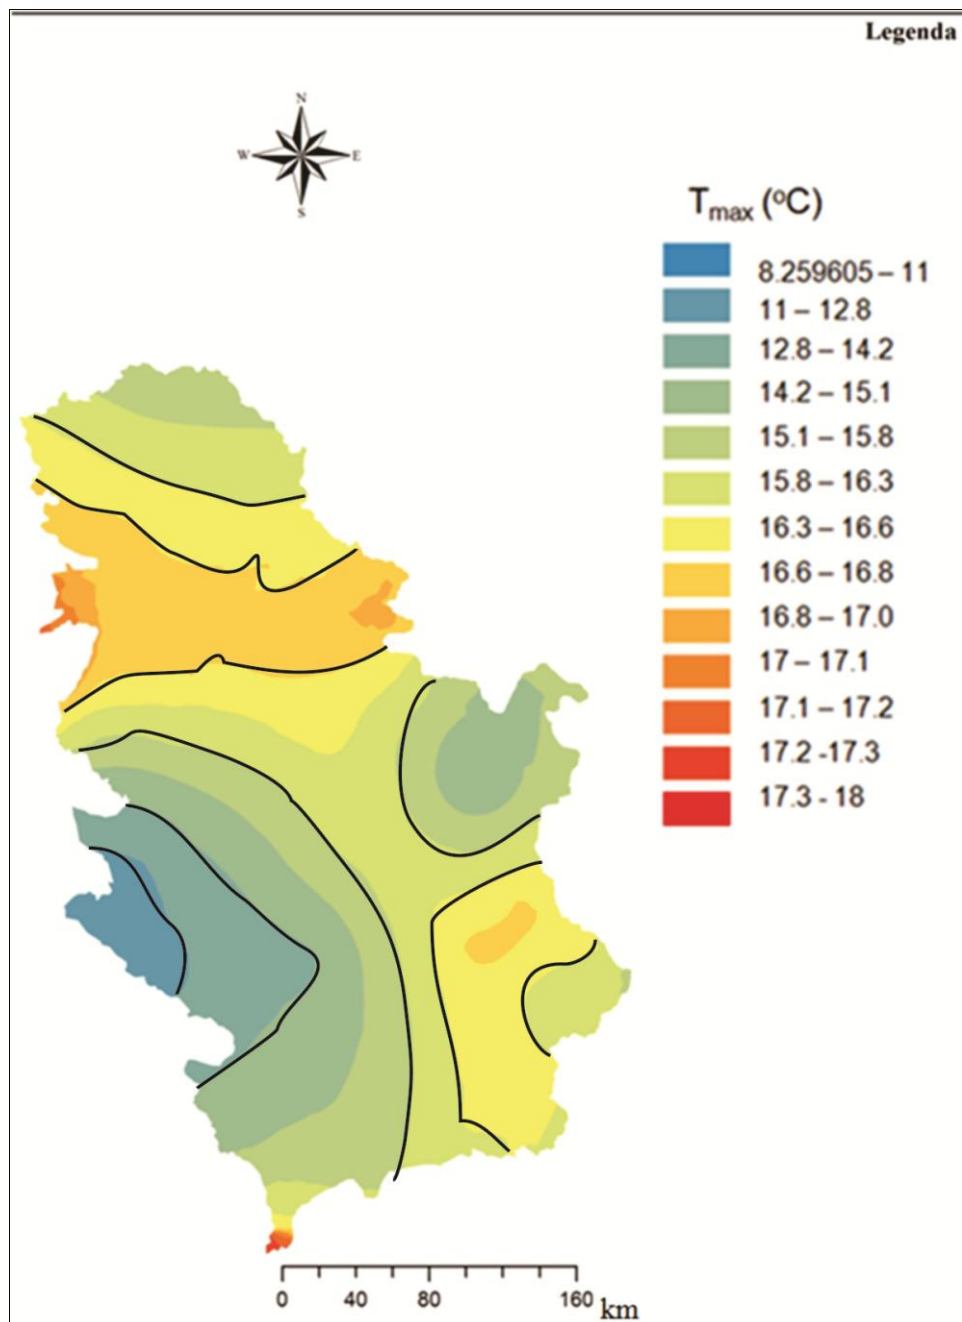 Legenda
N
W E
S
Tmax (°C)
8.259605 – 11
11 – 12.8
12.8 – 14.2
14.2 – 15.1
15.1 – 15.8
15.8 – 16.3
16.3 – 16.6
16.6 – 16.8
16.8 – 17.0
17 – 17.1
17.1 – 17.2
17.2 -17.3
17.3 - 18
0 40 80 160 km